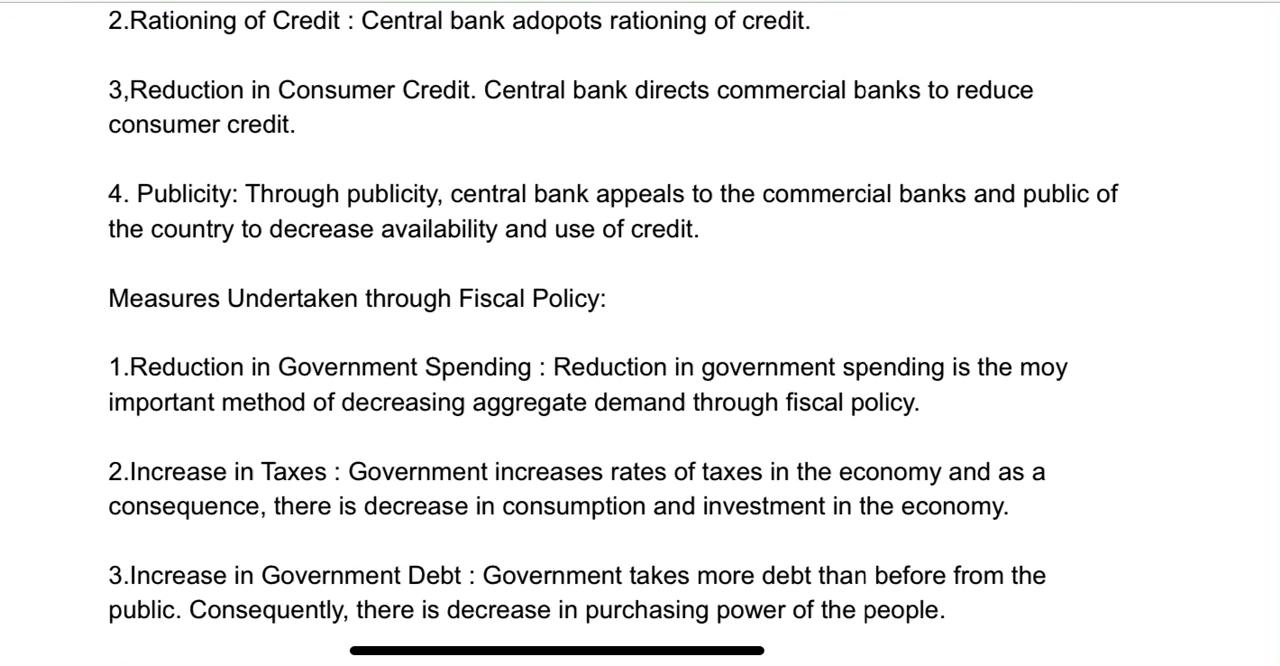 2.Rationing of Credit : Central bank adopots rationing of credit.
3,Reduction in Consumer Credit. Central bank directs commercial banks to reduce
consumer credit.
4. Publicity: Through publicity, central bank appeals to the commercial banks and public of
the country to decrease availability and use of credit.
Measures Undertaken through Fiscal Policy:
1.Reduction in Government Spending : Reduction in government spending is the moy
important method of decreasing aggregate demand through fiscal policy.
2.Increase in Taxes : Government increases rates of taxes in the economy and as a
consequence, there is decrease in consumption and investment in the economy.
3.Increase in Government Debt : Government takes more debt than before from the
public. Consequently, there is decrease in purchasing power of the people.